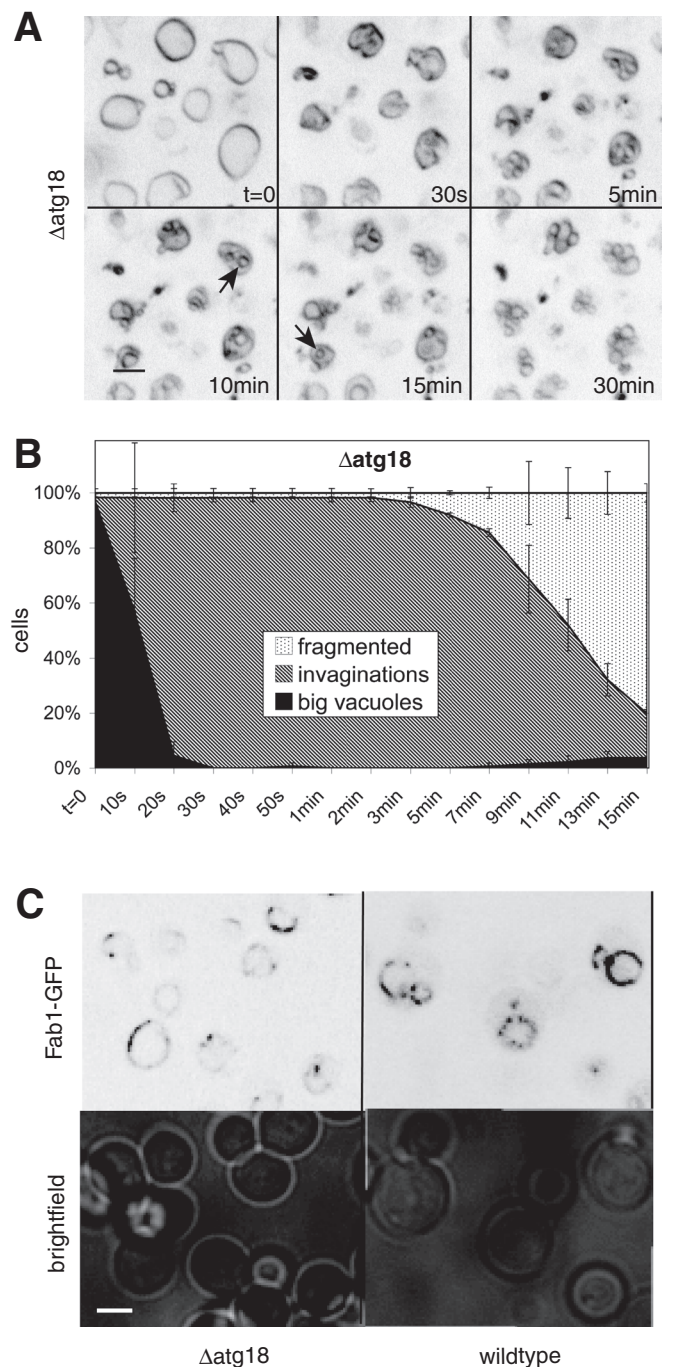 A
Δatg18
t=0
30s
5min
10min
15min
30min
B
Δatg18
100%
80%
60%
40%
20%
0%
cells
fragmented
invaginations
big vacuoles
t=0
10s
20s
30s
40s
50s
1min
2min
3min
5min
7min
9min
11min
13min
15min
C
Fab1-GFP
brightfield
Δatg18
wildtype